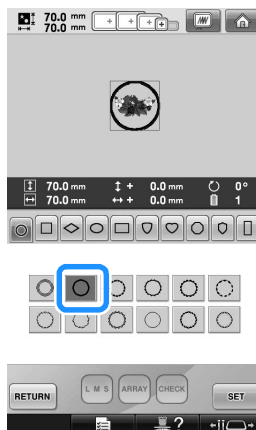 70.0 mm
70.0 mm
70.0 mm + 0.0 mm 0°
70.0 mm + 0.0 mm 1
L M S ARRAY CHECK
RETURN SET
?